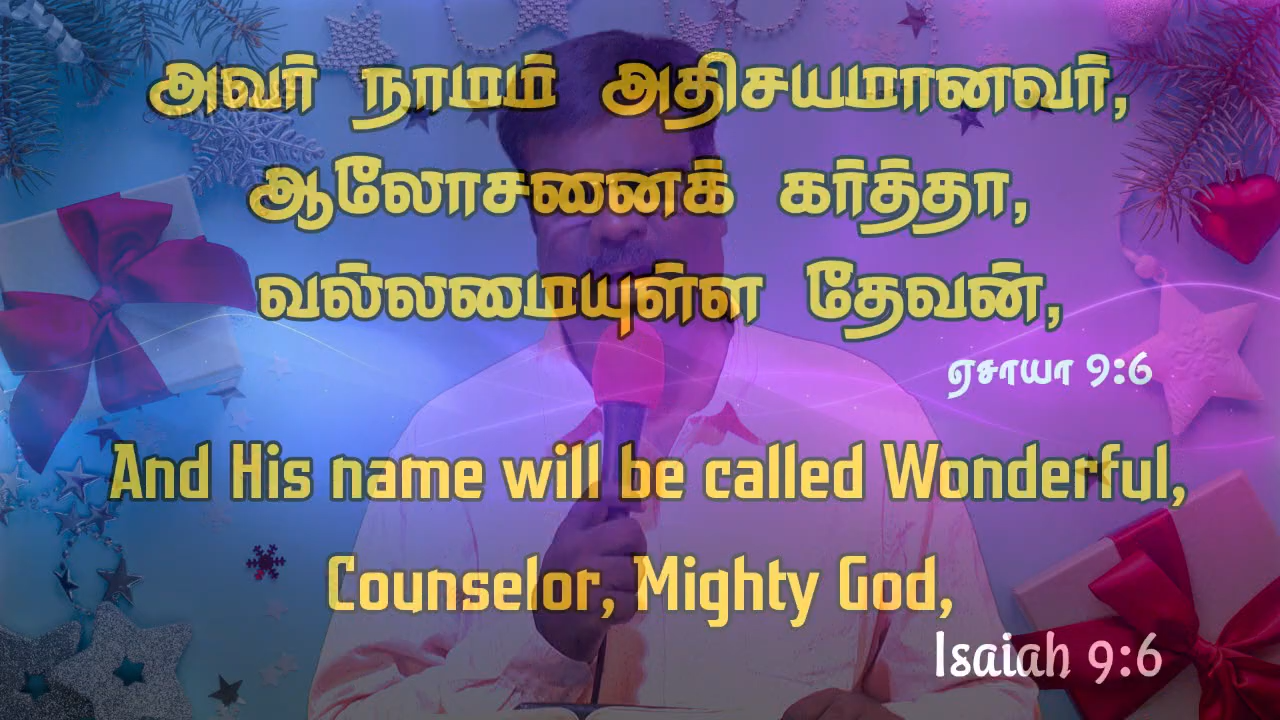 அவர் நாமம் அதிசயமானவர்,
ஆலோசனைக் கர்த்தா,
வல்லமையுள்ள தேவன்,
ஏசாயா 9:6
And His name will be called Wonderful,
Counselor, Mighty God,
Isaiah 9:6